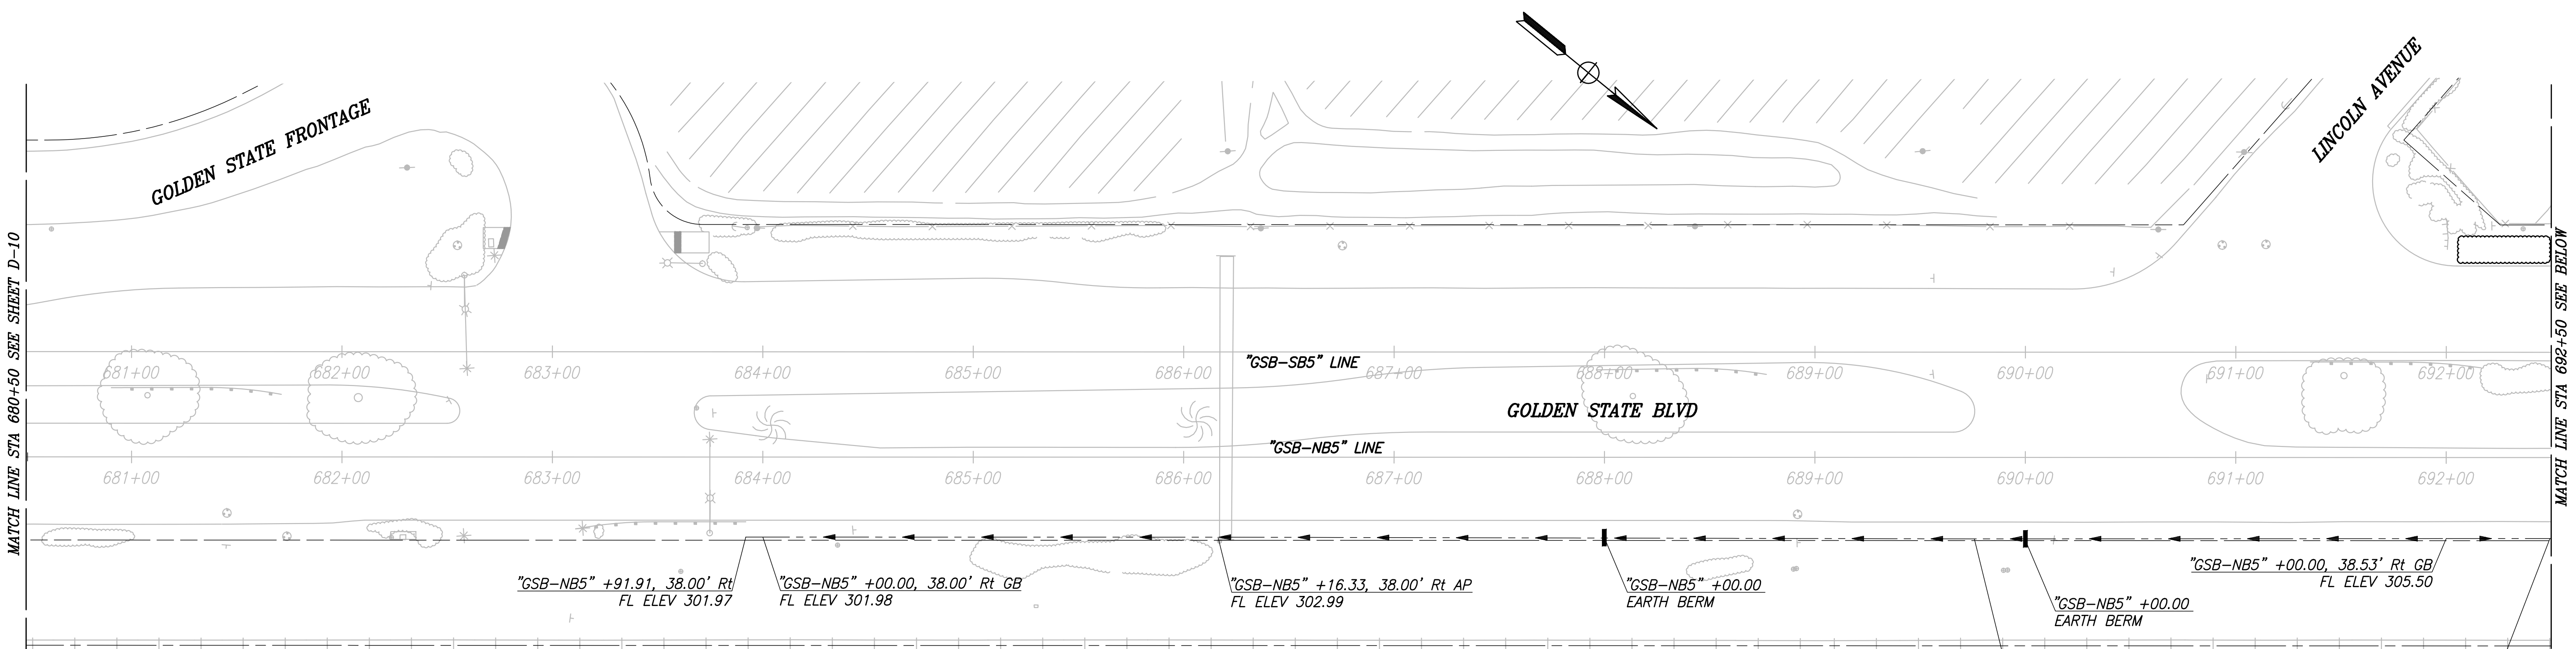 GOLDEN STATE FRONTAGE
LINCOLN AVENUE
MATCH LINE STA 680+50 SEE SHEET D-10
MATCH LINE STA 692+50 SEE BELOW
"GSB-SB5" LINE
681+00 682+00 683+00 684+00 685+00 686+00 687+00 688+00 689+00 690+00 691+00 692+00
GOLDEN STATE BLVD
"GSB-NB5" LINE
681+00 682+00 683+00 684+00 685+00 686+00 687+00 688+00 689+00 690+00 691+00 692+00
"GSB-NB5" +91.91, 38.00' Rt
FL ELEV 301.97
"GSB-NB5" +00.00, 38.00' Rt GB
FL ELEV 301.98
"GSB-NB5" +16.33, 38.00' Rt AP
FL ELEV 302.99
"GSB-NB5" +00.00
EARTH BERM
"GSB-NB5" +00.00
EARTH BERM
"GSB-NB5" +00.00, 38.53' Rt GB
FL ELEV 305.50